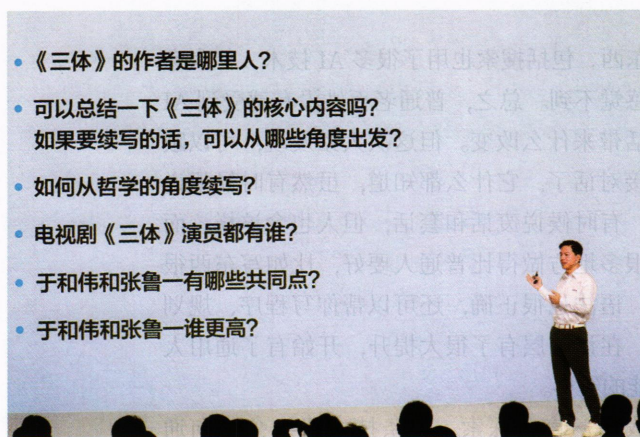 《三体》的作者是哪里人？
可以总结一下《三体》的核心内容吗？
如果要续写的话，可以从哪些角度出发？
如何从哲学的角度续写？
电视剧《三体》演员都有谁？
于和伟和张鲁一有哪些共同点？
于和伟和张鲁一谁更高？